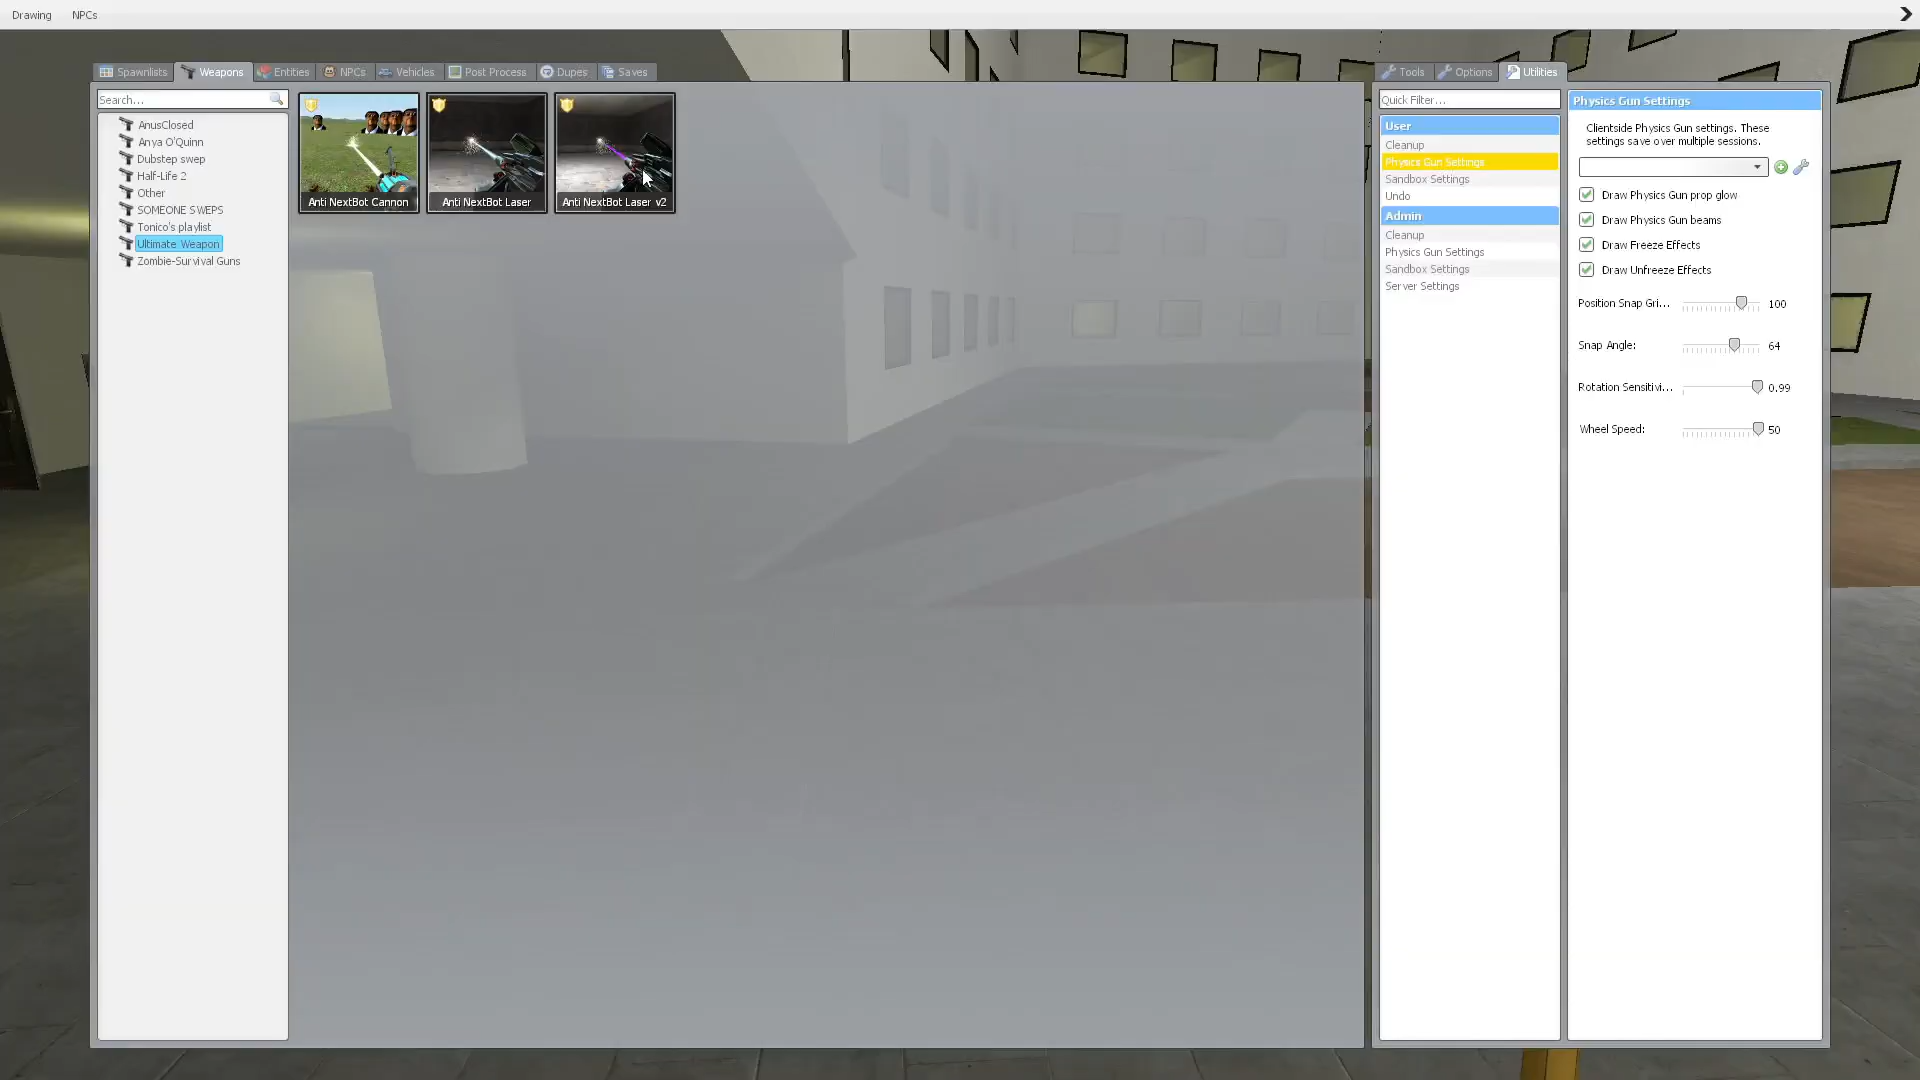 Drawing NPCs
Spawnlists Weapons Entities NPCs Vehicles Post Process Dupes Saves
Search...
AnusClosed
Anya O'Quinn
Dubstep swep
Half-Life 2
Other
SOMEONE SWEPS
Tonico's playlist
Ultimate Weapon
Zombie-Survival Guns
Anti NextBot Cannon
Anti NextBot Laser
Anti NextBot Laser v2
Tools Options Utilities
Quick Filter...
User
Cleanup
Physics Gun Settings
Sandbox Settings
Undo
Admin
Cleanup
Physics Gun Settings
Sandbox Settings
Server Settings
Physics Gun Settings
Clientside Physics Gun settings. These
settings save over multiple sessions.
Draw Physics Gun prop glow
Draw Physics Gun beams
Draw Freeze Effects
Draw Unfreeze Effects
Position Snap Gri... 100
Snap Angle: 64
Rotation Sensitivi... 0.99
Wheel Speed: 50